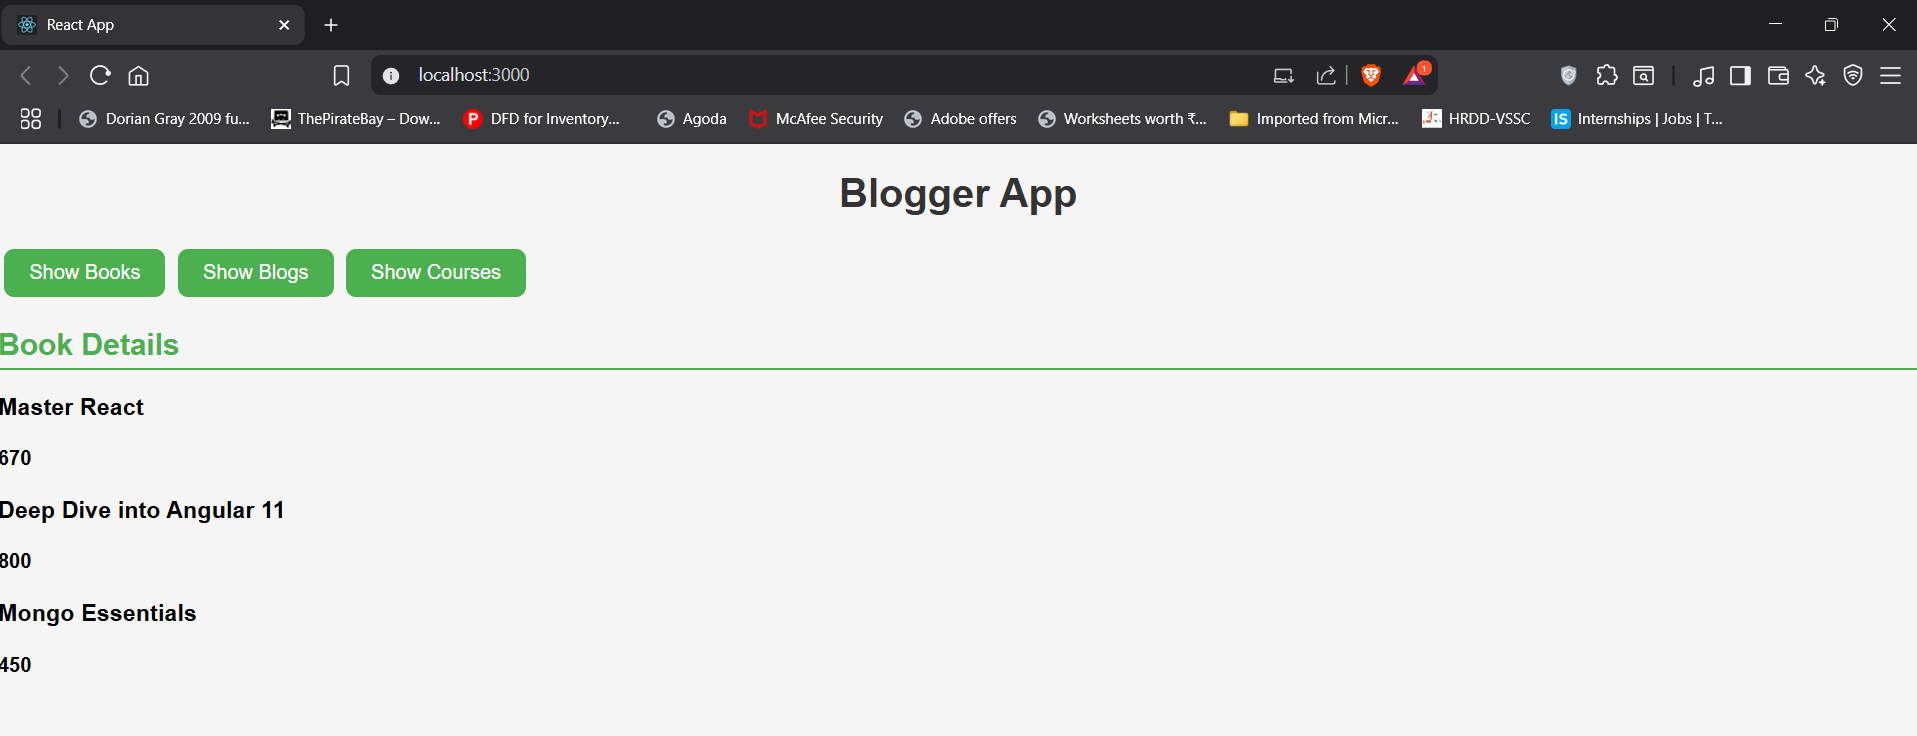 React App
localhost:3000
1
Dorian Gray 2009 fu... ThePirateBay – Dow... P DFD for Inventory... Agoda McAfee Security Adobe offers Worksheets worth ₹... Imported from Micr... HRDD-VSSC IS Internships | Jobs | T...
Blogger App
Show Books Show Blogs Show Courses
Book Details
Master React
670
Deep Dive into Angular 11
800
Mongo Essentials
450